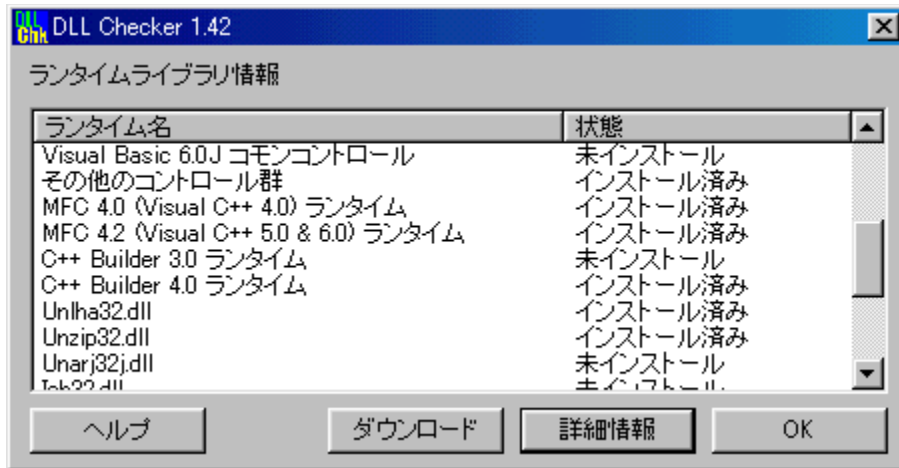 DLL Checker 1.42
ランタイムライブラリ情報
ランタイム名 状態
Visual Basic 6.0J コモンコントロール 未インストール
その他のコントロール群 インストール済み
MFC 4.0 (Visual C++ 4.0) ランタイム インストール済み
MFC 4.2 (Visual C++ 5.0 & 6.0) ランタイム インストール済み
C++ Builder 3.0 ランタイム 未インストール
C++ Builder 4.0 ランタイム インストール済み
Unlha32.dll インストール済み
Unzip32.dll インストール済み
Unarj32j.dll 未インストール
未インストール
ヘルプ ダウンロード 詳細情報 OK